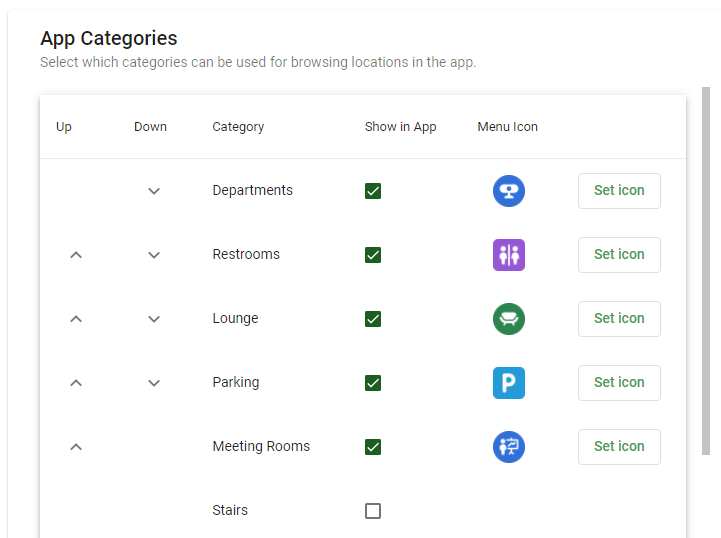 App Categories
Select which categories can be used for browsing locations in the app.
Up Down Category Show in App Menu Icon
Departments Set icon
Restrooms Set icon
Lounge Set icon
Parking P Set icon
Meeting Rooms Set icon
Stairs